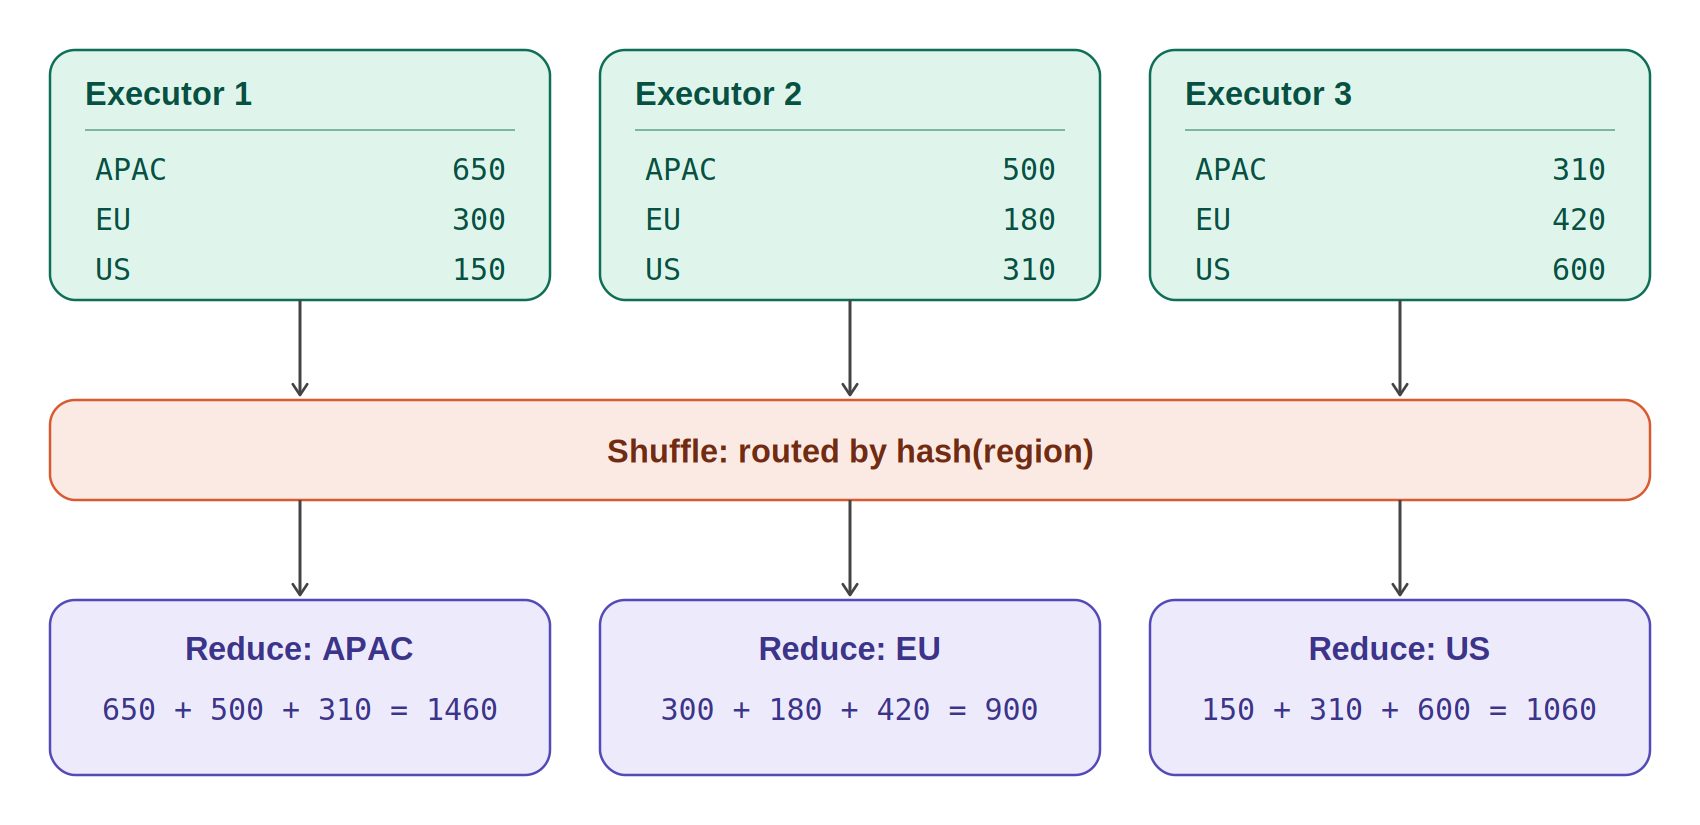 Executor 1
APAC 650
EU 300
US 150
Executor 2
APAC 500
EU 180
US 310
Executor 3
APAC 310
EU 420
US 600
Shuffle: routed by hash(region)
Reduce: APAC
650 + 500 + 310 = 1460
Reduce: EU
300 + 180 + 420 = 900
Reduce: US
150 + 310 + 600 = 1060